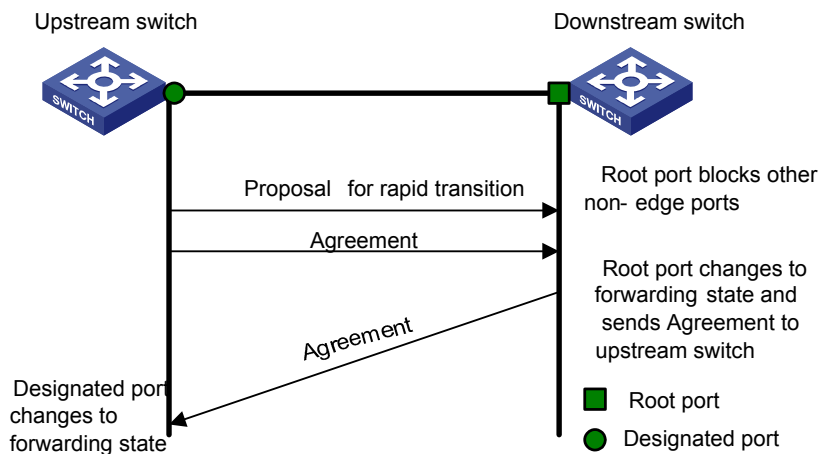 Upstream switch
Downstream switch
SWITCH
SWITCH
Proposal for rapid transition
Root port blocks other
non- edge ports
Agreement
Root port changes to
forwarding state and
sends Agreement to
upstream switch
Agreement
Designated port
changes to
forwarding state
Root port
Designated port